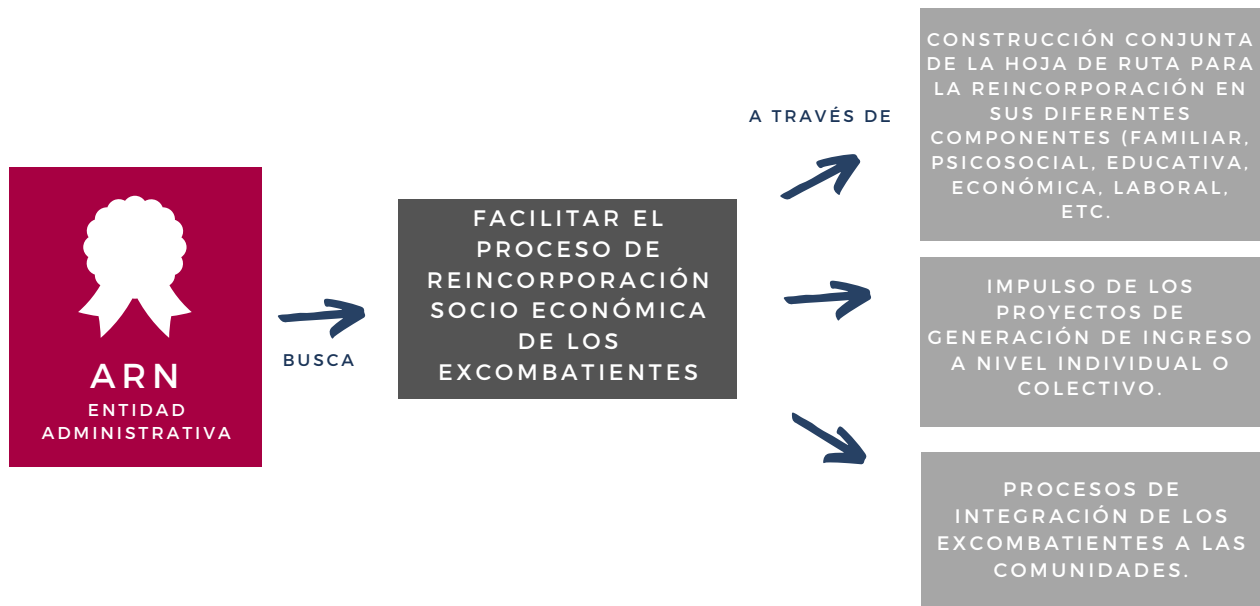 ARN
ENTIDAD
ADMINISTRATIVA
BUSCA
FACILITAR EL
PROCESO DE
REINCORPORACIÓN
SOCIO ECONÓMICA
DE LOS
EXCOMBATIENTES
A TRAVÉS DE
CONSTRUCCIÓN CONJUNTA
DE LA HOJA DE RUTA PARA
LA REINCORPORACIÓN EN
SUS DIFERENTES
COMPONENTES (FAMILIAR,
PSICOSOCIAL, EDUCATIVA,
ECONÓMICA, LABORAL,
ETC.
IMPULSO DE LOS
PROYECTOS DE
GENERACIÓN DE INGRESO
A NIVEL INDIVIDUAL O
COLECTIVO.
PROCESOS DE
INTEGRACIÓN DE LOS
EXCOMBATIENTES A LAS
COMUNIDADES.